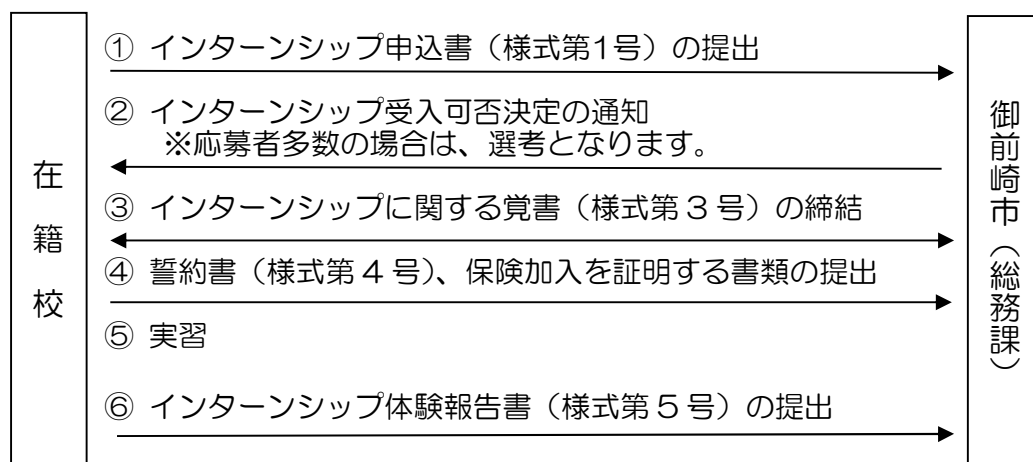 在籍校
① インターンシップ申込書(様式第1号)の提出
② インターンシップ受入可否決定の通知
※応募者多数の場合は、選考となります。
③ インターンシップに関する覚書(様式第3号)の締結
④ 誓約書(様式第4号)、保険加入を証明する書類の提出
⑤ 実習
⑥ インターンシップ体験報告書(様式第5号)の提出
御前崎市(総務課)